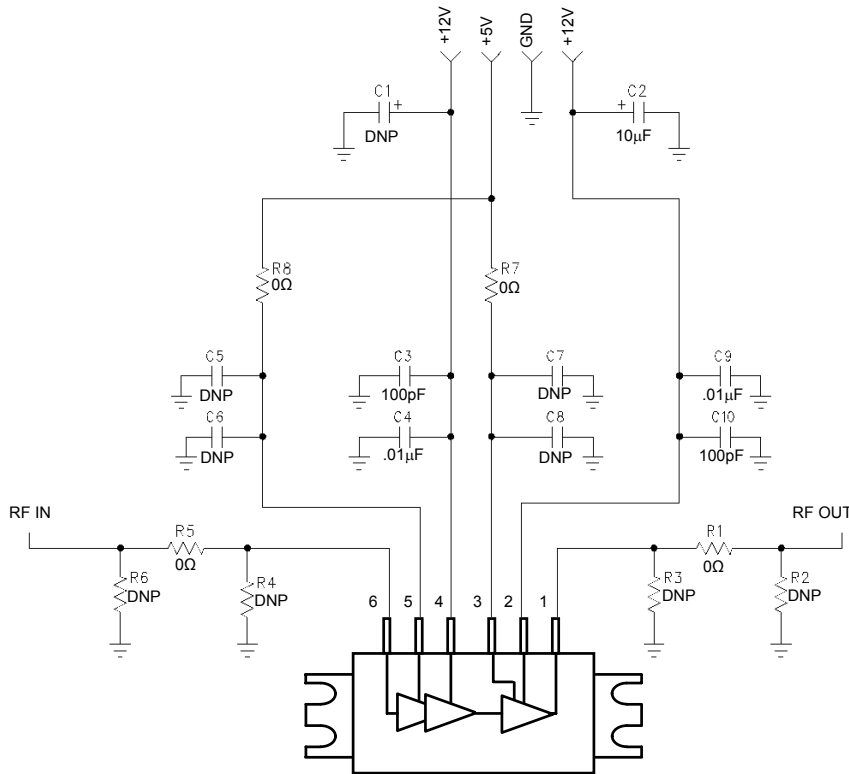 +12V
+5V
GND
+12V
C1
+
DNP
C2
+
10µF
R8
0Ω
R7
0Ω
C5
DNP
C3
100pF
C7
DNP
C9
.01µF
C6
DNP
C4
.01µF
C8
DNP
C10
100pF
RF IN
RF OUT
R5
0Ω
R1
0Ω
R6
DNP
R4
DNP
R3
DNP
R2
DNP
6 5 4 3 2 1